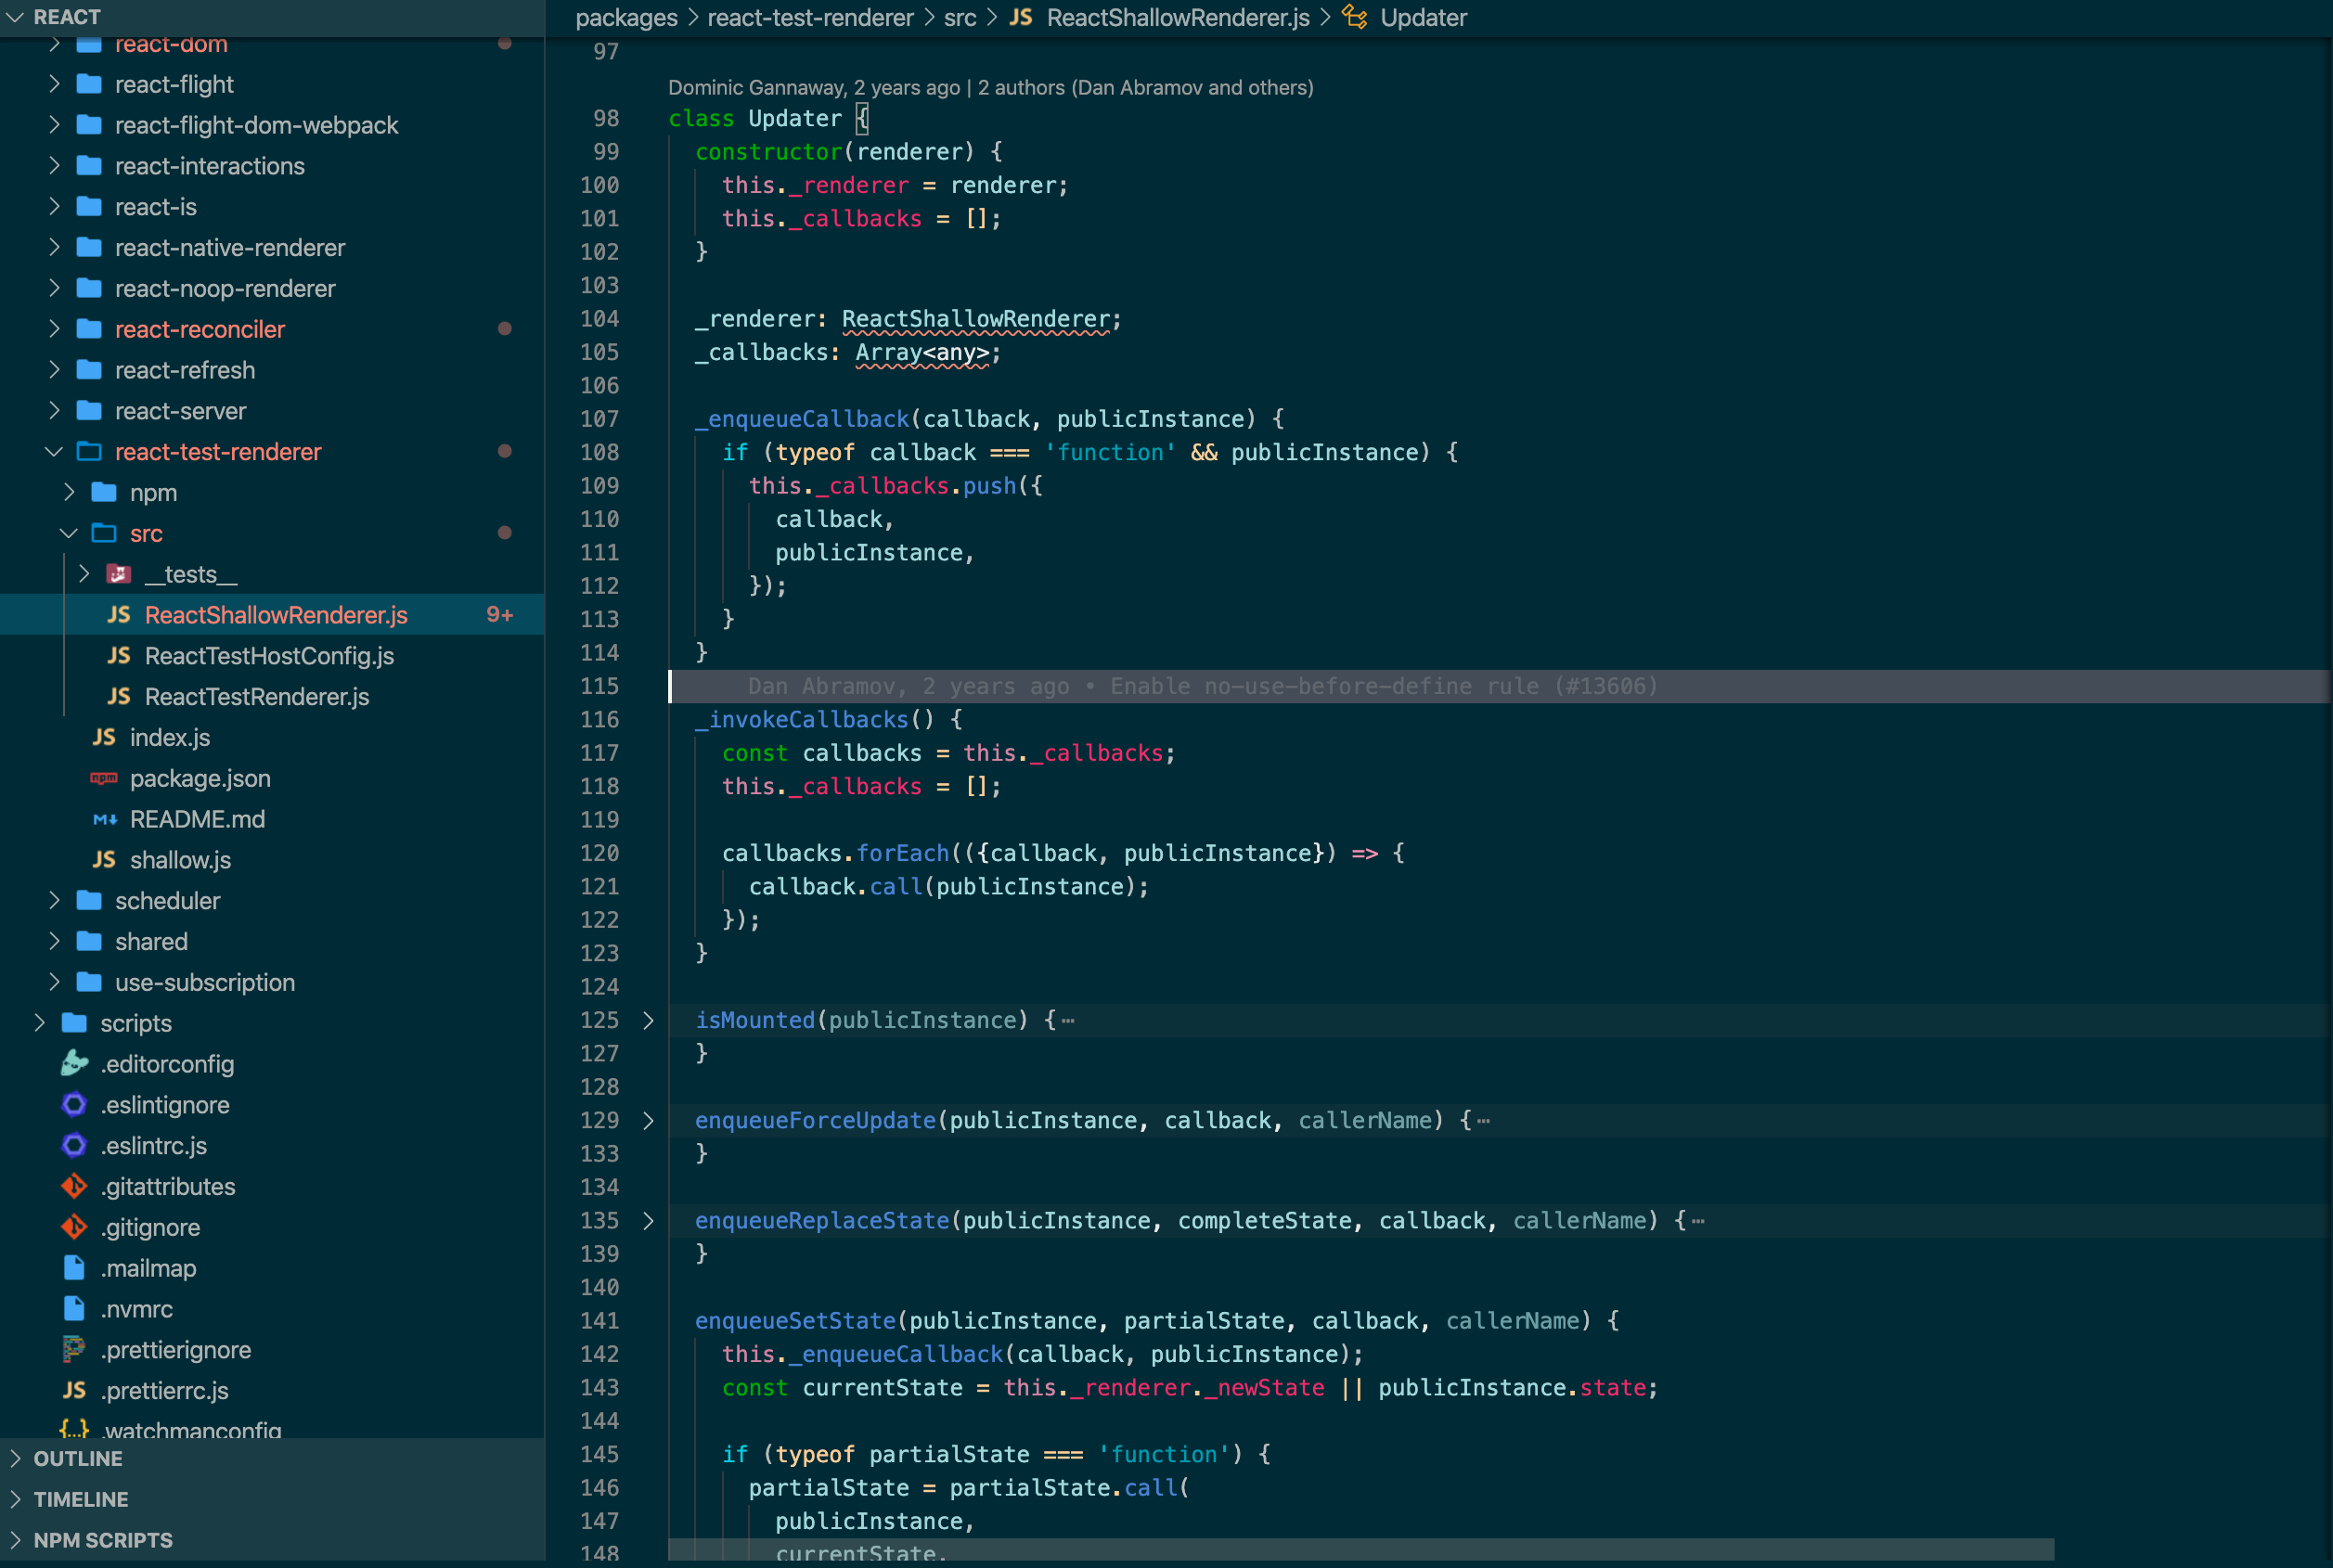 REACT
react-dom
react-flight
react-flight-dom-webpack
react-interactions
react-is
react-native-renderer
react-noop-renderer
react-reconciler
react-refresh
react-server
react-test-renderer
npm
src
__tests__
JS ReactShallowRenderer.js 9+
JS ReactTestHostConfig.js
JS ReactTestRenderer.js
JS index.js
npm package.json
M↓ README.md
JS shallow.js
scheduler
shared
use-subscription
scripts
.editorconfig
.eslintignore
.eslintrc.js
.gitattributes
.gitignore
.mailmap
.nvmrc
.prettierignore
JS .prettierrc.js
{...} .watchmanconfig
OUTLINE
TIMELINE
NPM SCRIPTS
packages > react-test-renderer > src > JS ReactShallowRenderer.js > Updater
97
Dominic Gannaway, 2 years ago | 2 authors (Dan Abramov and others)
98 class Updater {
99 constructor(renderer) {
100 this._renderer = renderer;
101 this._callbacks = [];
102 }
103
104 _renderer: ReactShallowRenderer;
105 _callbacks: Array<any>;
106
107 _enqueueCallback(callback, publicInstance) {
108 if (typeof callback === 'function' && publicInstance) {
109 this._callbacks.push({
110 callback,
111 publicInstance,
112 });
113 }
114 }
115 Dan Abramov, 2 years ago • Enable no-use-before-define rule (#13606)
116 _invokeCallbacks() {
117 const callbacks = this._callbacks;
118 this._callbacks = [];
119
120 callbacks.forEach(({callback, publicInstance}) => {
121 callback.call(publicInstance);
122 });
123 }
124
125 isMounted(publicInstance) {⋯
127 }
128
129 enqueueForceUpdate(publicInstance, callback, callerName) {⋯
133 }
134
135 enqueueReplaceState(publicInstance, completeState, callback, callerName) {⋯
139 }
140
141 enqueueSetState(publicInstance, partialState, callback, callerName) {
142 this._enqueueCallback(callback, publicInstance);
143 const currentState = this._renderer._newState || publicInstance.state;
144
145 if (typeof partialState === 'function') {
146 partialState = partialState.call(
147 publicInstance,
148 currentState,